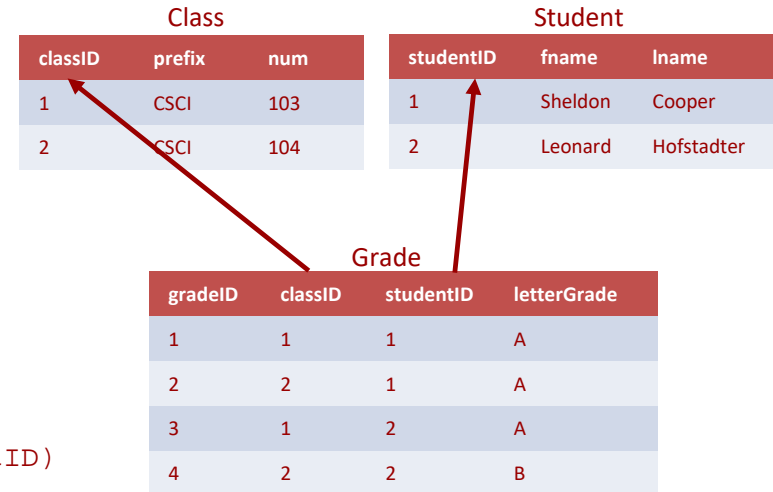 Class
classID prefix num
1 CSCI 103
2 CSCI 104
Student
studentID fname lname
1 Sheldon Cooper
2 Leonard Hofstadter
Grade
gradeID classID studentID letterGrade
1 1 1 A
2 2 1 A
3 1 2 A
4 2 2 B
ID)